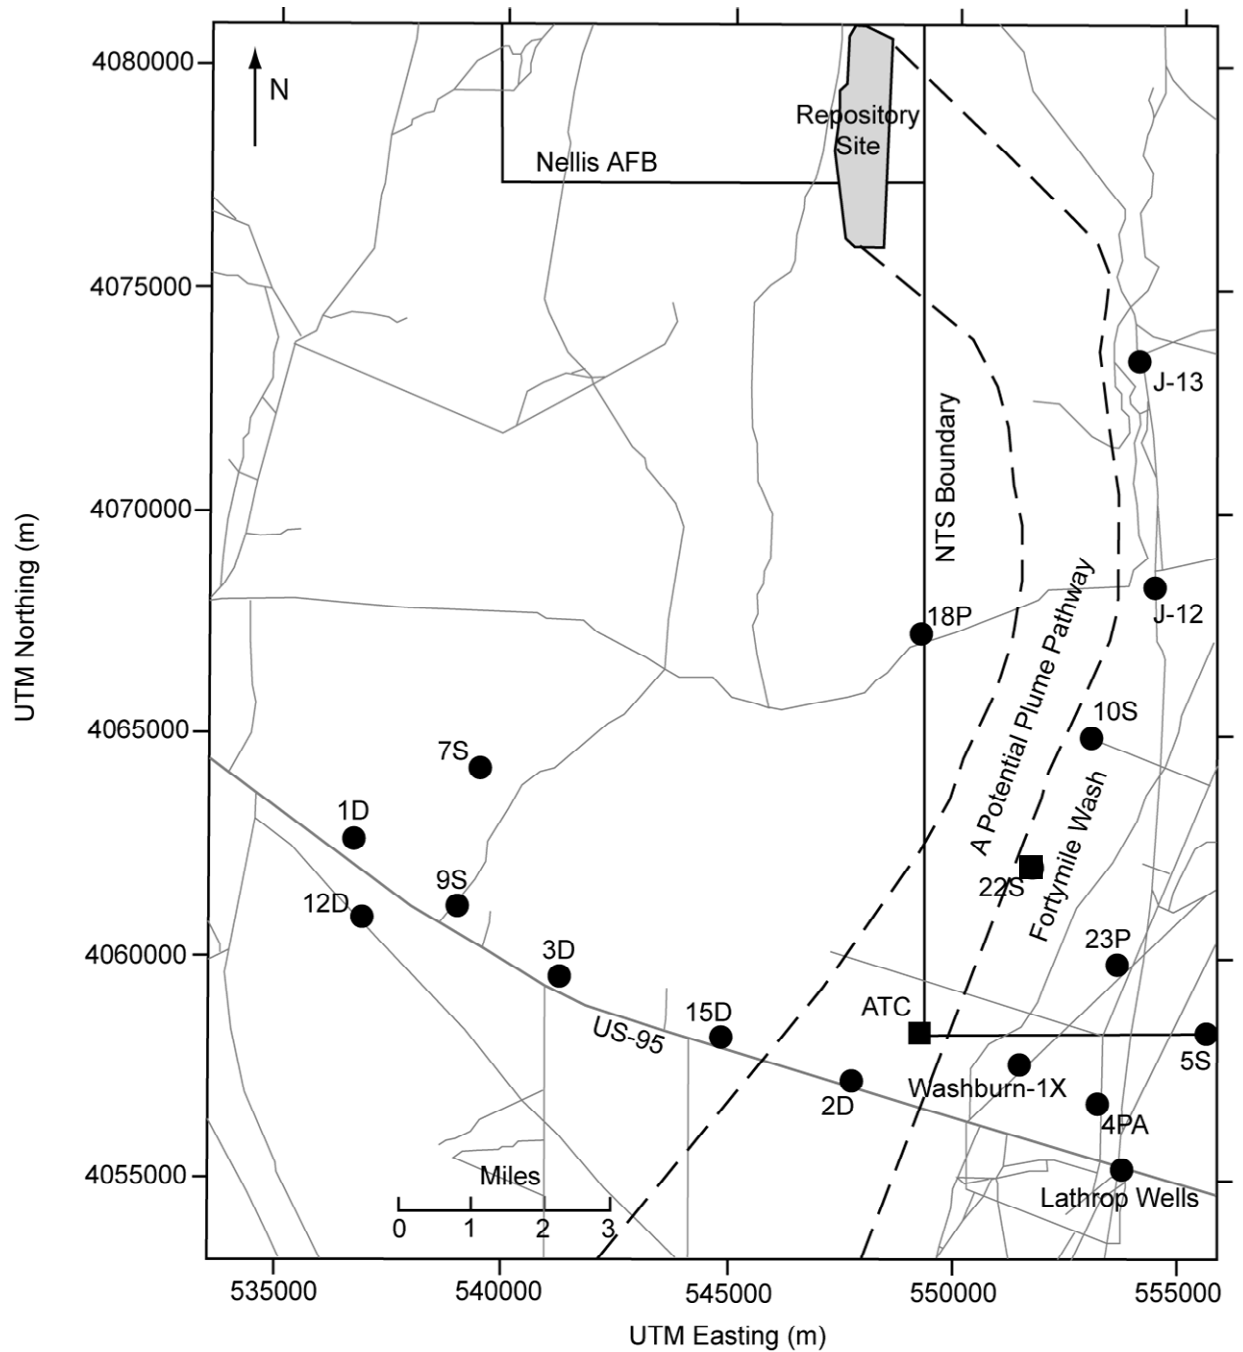 4080000
N
Repository
Site
Nellis AFB
4075000
J-13
NTS Boundary
4070000
UTM Northing (m)
A Potential Plume Pathway
18P
J-12
10S
4065000
7S
Fortymile Wash
1D
22S
9S
12D
23P
4060000
3D
ATC
15D
US-95
5S
Washburn-1X
2D
4PA
4055000
Miles
Lathrop Wells
0 1 2 3
535000 540000 545000 550000 555000
UTM Easting (m)